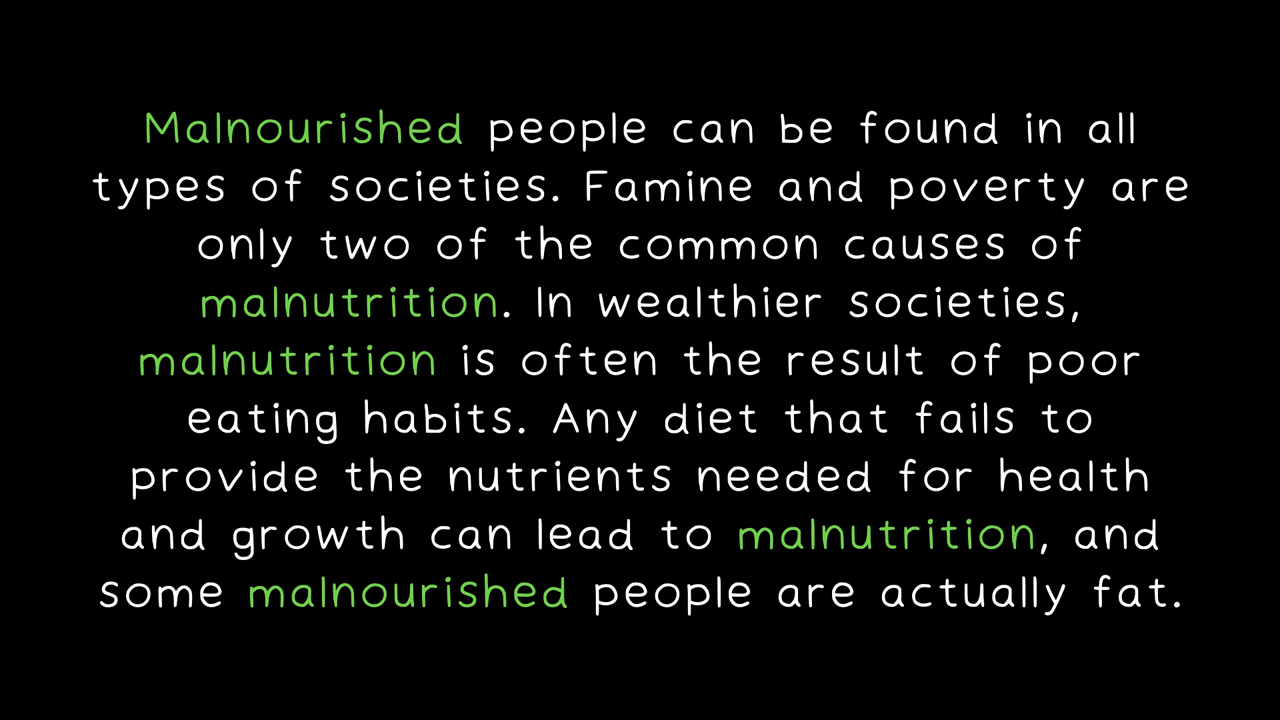 Malnourished people can be found in all
types of societies. Famine and poverty are
only two of the common causes of
malnutrition. In wealthier societies,
malnutrition is often the result of poor
eating habits. Any diet that fails to
provide the nutrients needed for health
and growth can lead to malnutrition, and
some malnourished people are actually fat.